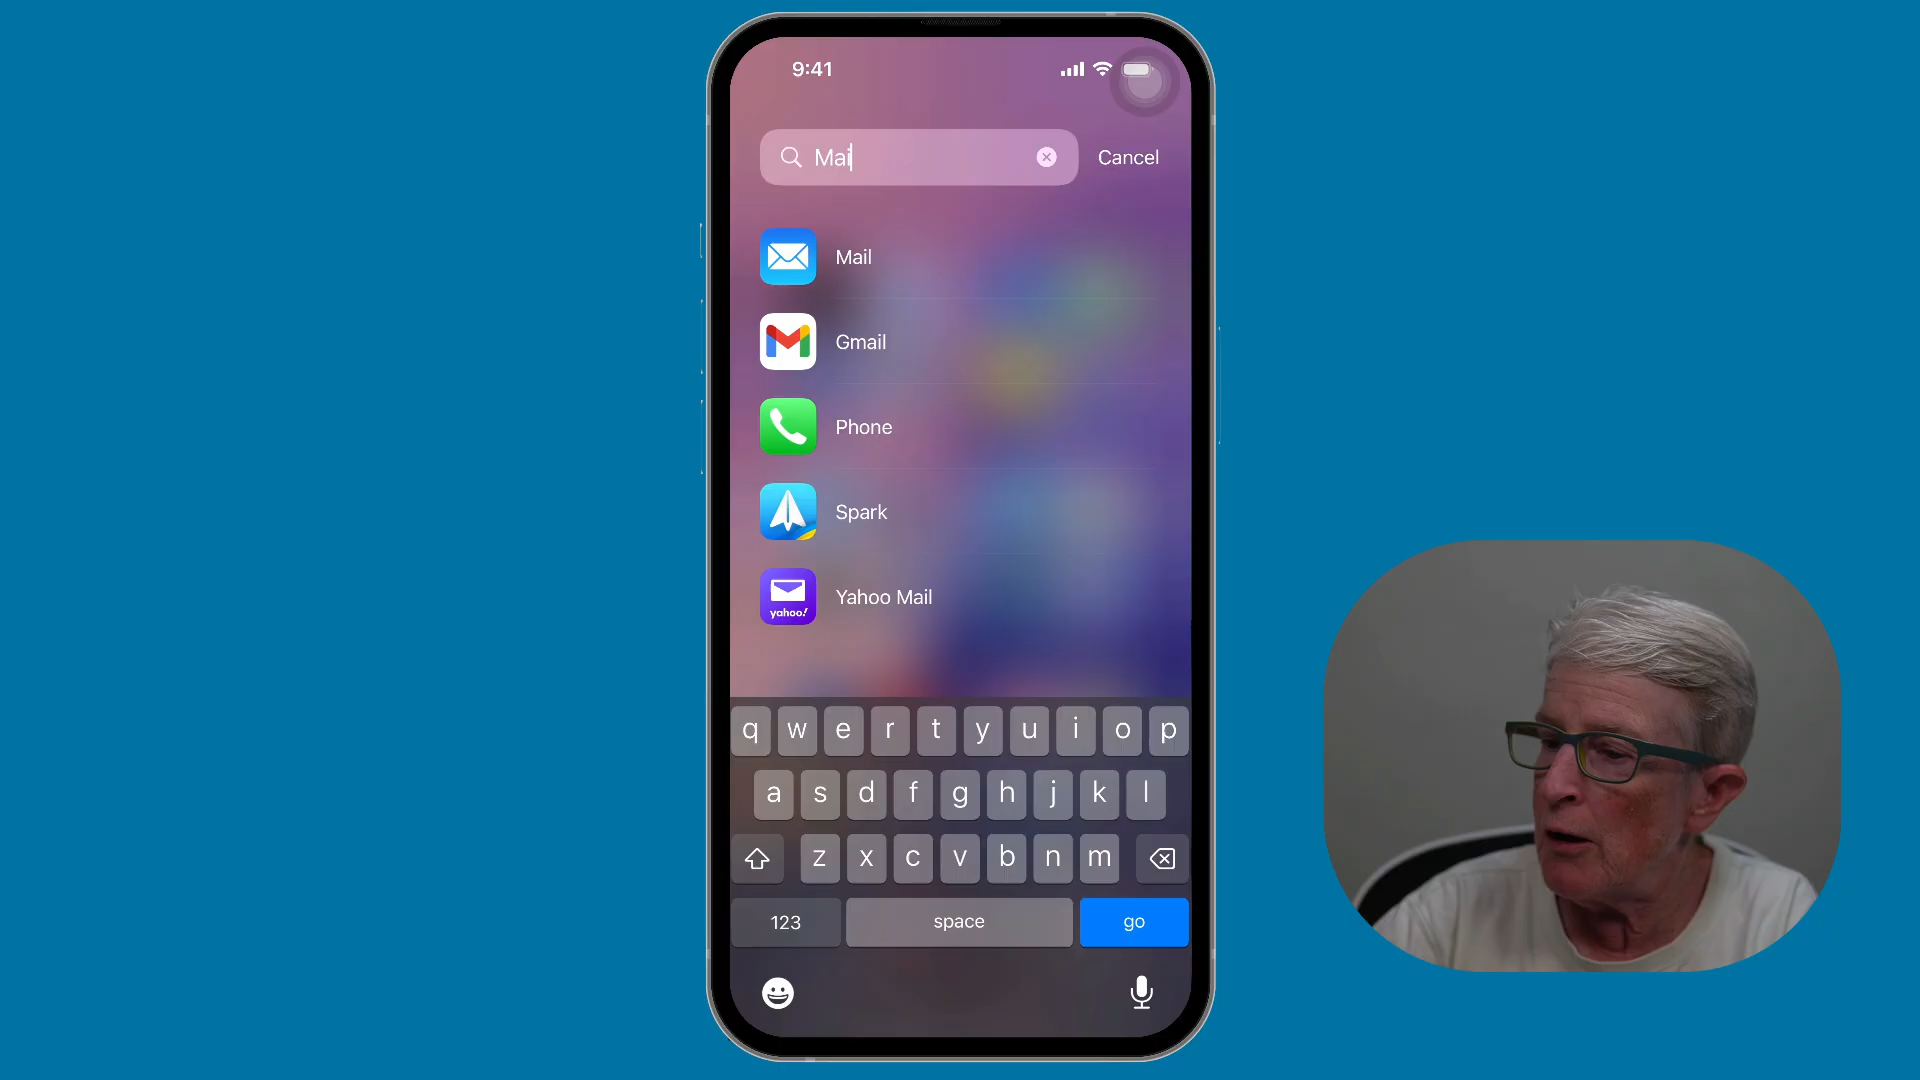 9:41
Mai
Cancel
Mail
Gmail
Phone
Spark
yahoo!
Yahoo Mail
q w e r t y u i o p
a s d f g h j k l
z x c v b n m
123 space go